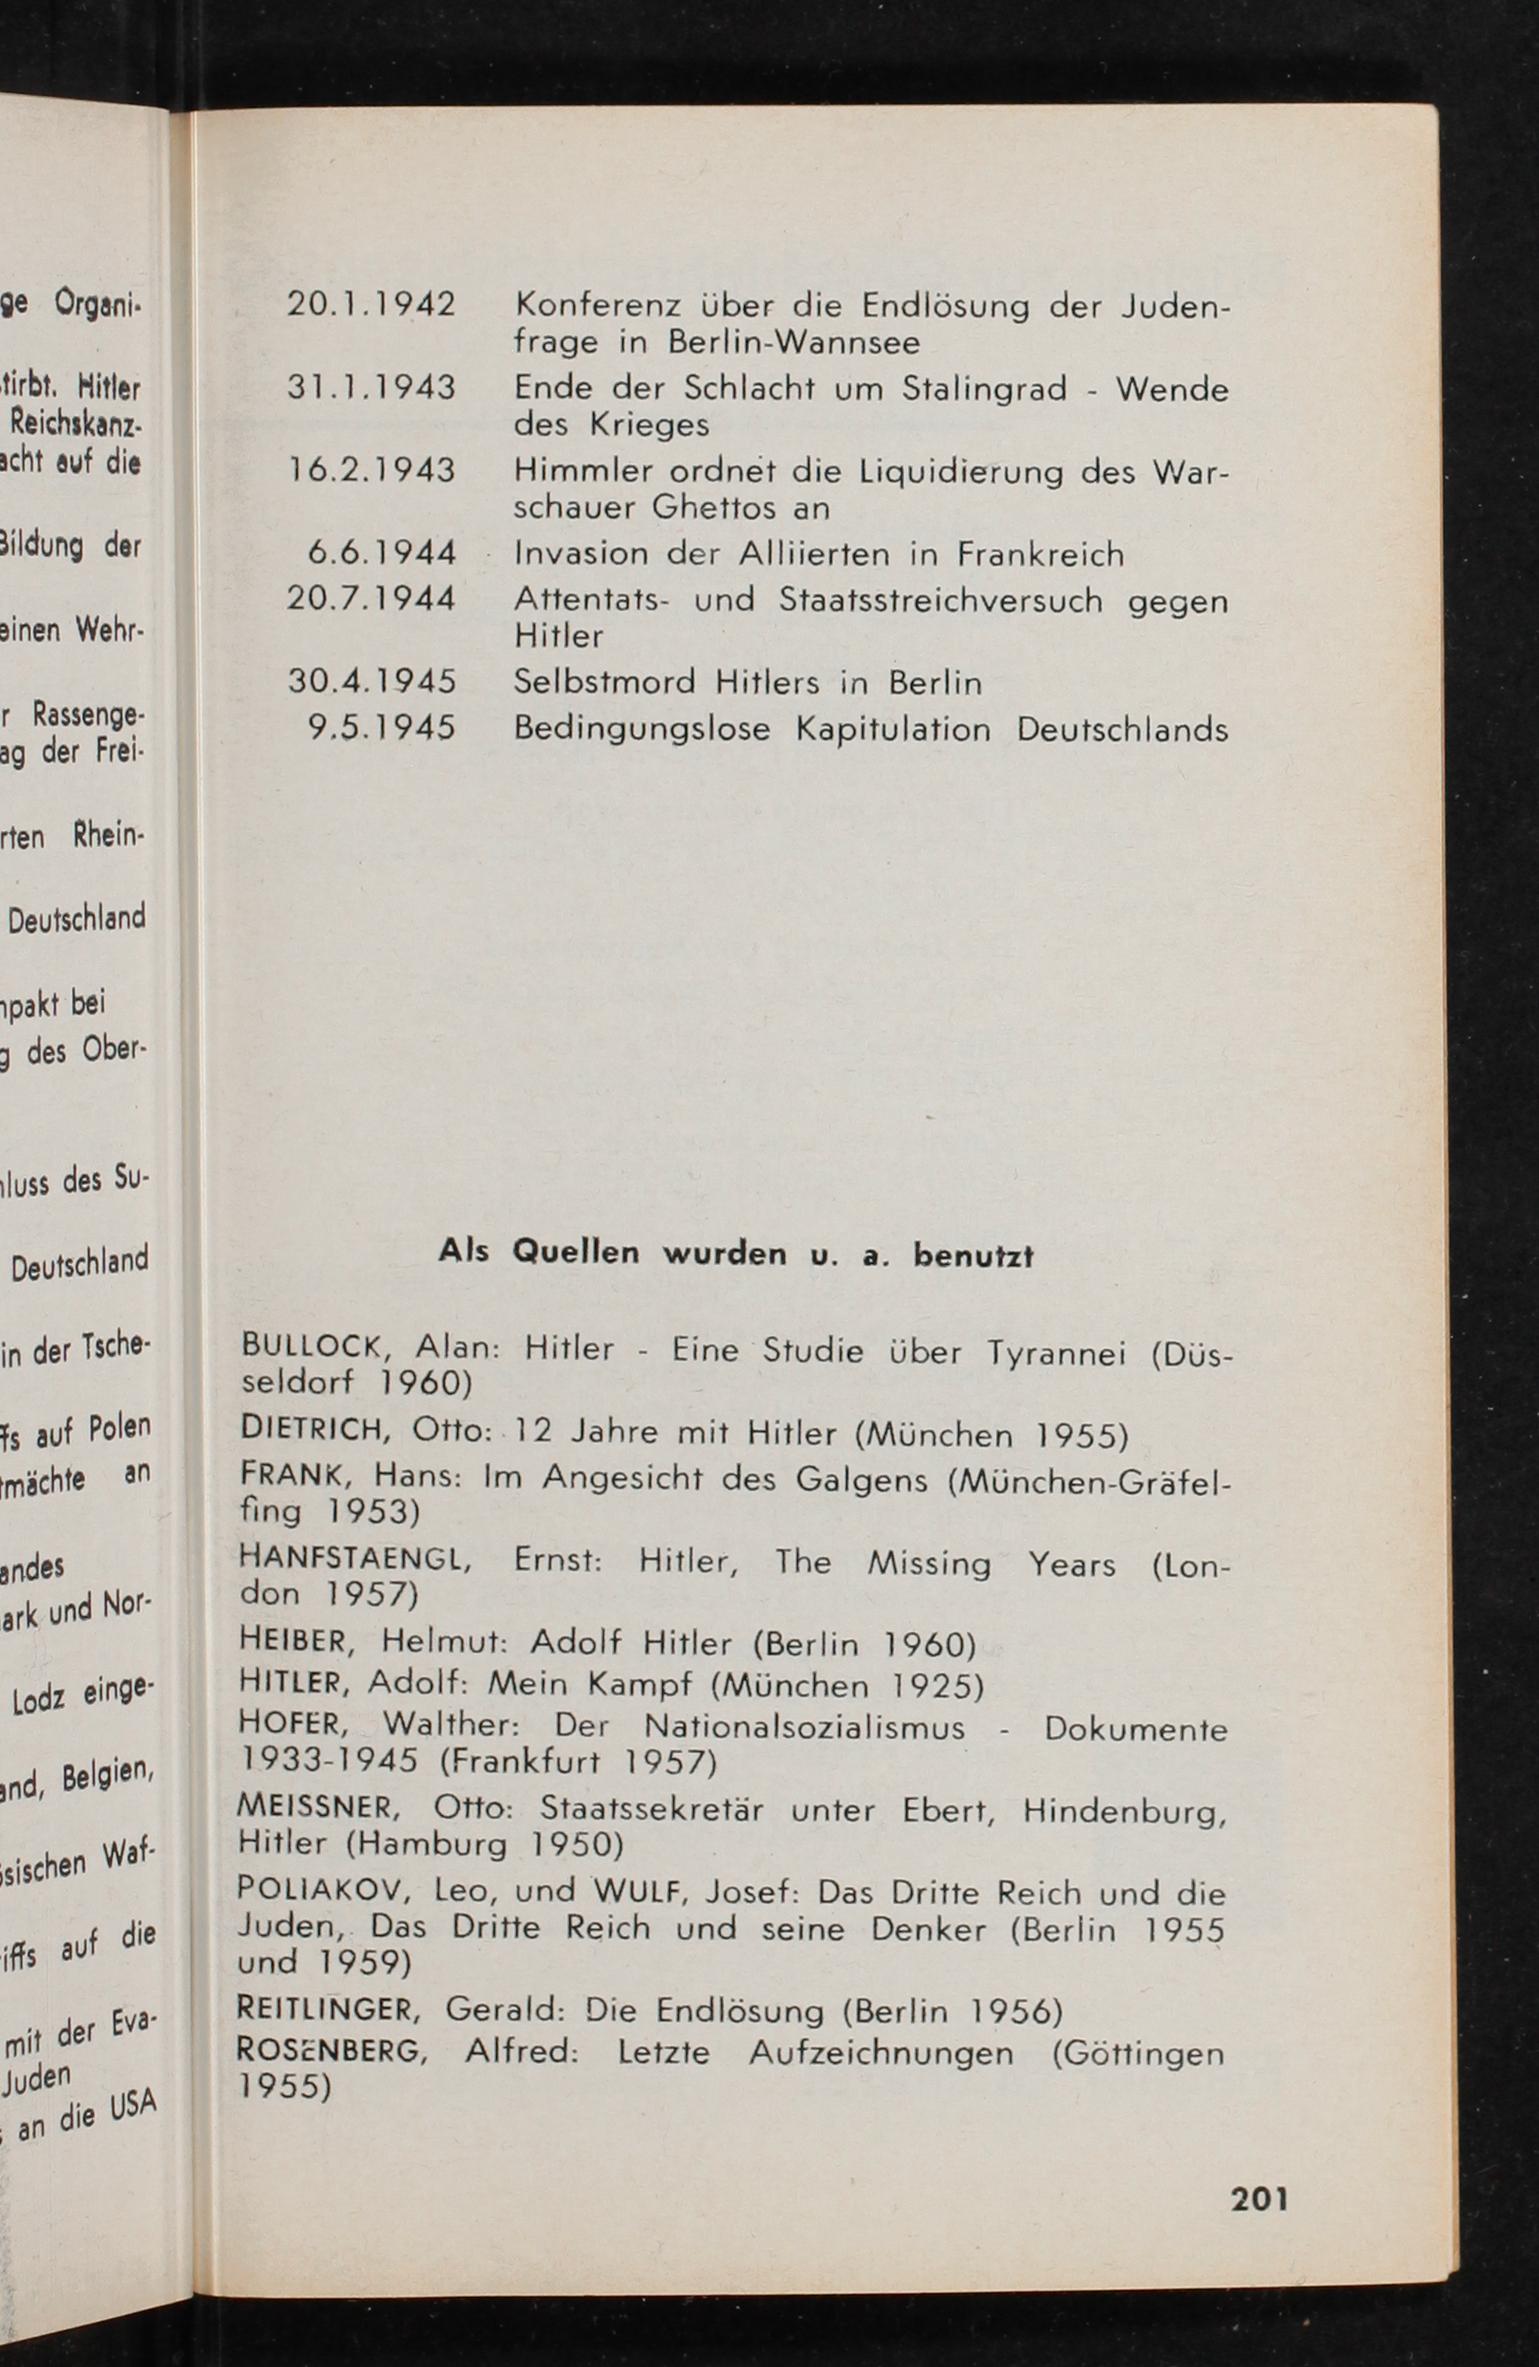 ge Organi-
tirbt. Hitler
Reichskanz-
acht auf die
Bildung der
einen Wehr-
r Rassenge-
ag der Frei-
rten Rhein-
Deutschland
npakt bei
g des Ober-
luss des Su-
Deutschland
in der Tsche-
ffs auf Polen
tmächte an
andes
ark und Nor-
Lodz einge-
and, Belgien,
sischen Waf-
iffs auf die
mit der Eva-
Juden
an die USA
20.1.1942 Konferenz über die Endlösung der Juden-
frage in Berlin-Wannsee
31.1.1943 Ende der Schlacht um Stalingrad - Wende
des Krieges
16.2.1943 Himmler ordnet die Liquidierung des War-
schauer Ghettos an
6.6.1944 Invasion der Alliierten in Frankreich
20.7.1944 Attentats- und Staatsstreichversuch gegen
Hitler
30.4.1945 Selbstmord Hitlers in Berlin
9.5.1945 Bedingungslose Kapitulation Deutschlands
Als Quellen wurden u. a. benutzt
BULLOCK, Alan: Hitler - Eine Studie über Tyrannei (Düs-
seldorf 1960)
DIETRICH, Otto: 12 Jahre mit Hitler (München 1955)
FRANK, Hans: Im Angesicht des Galgens (München-Gräfel-
fing 1953)
HANFSTAENGL, Ernst: Hitler, The Missing Years (Lon-
don 1957)
HEIBER, Helmut: Adolf Hitler (Berlin 1960)
HITLER, Adolf: Mein Kampf (München 1925)
HOFER, Walther: Der Nationalsozialismus - Dokumente
1933-1945 (Frankfurt 1957)
MEISSNER, Otto: Staatssekretär unter Ebert, Hindenburg,
Hitler (Hamburg 1950)
POLIAKOV, Leo, und WULF, Josef: Das Dritte Reich und die
Juden, Das Dritte Reich und seine Denker (Berlin 1955
und 1959)
REITLINGER, Gerald: Die Endlösung (Berlin 1956)
ROSENBERG, Alfred: Letzte Aufzeichnungen (Göttingen
1955)
201